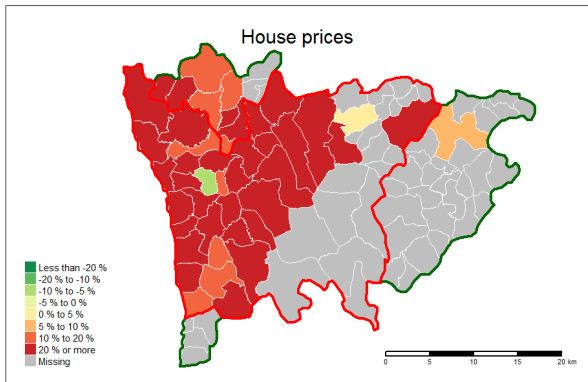 House prices
Less than -20 %
-20 % to -10 %
-10 % to -5 %
-5 % to 0 %
0 % to 5 %
5 % to 10 %
10 % to 20 %
20 % or more
Missing
0 5 10 15 20 km